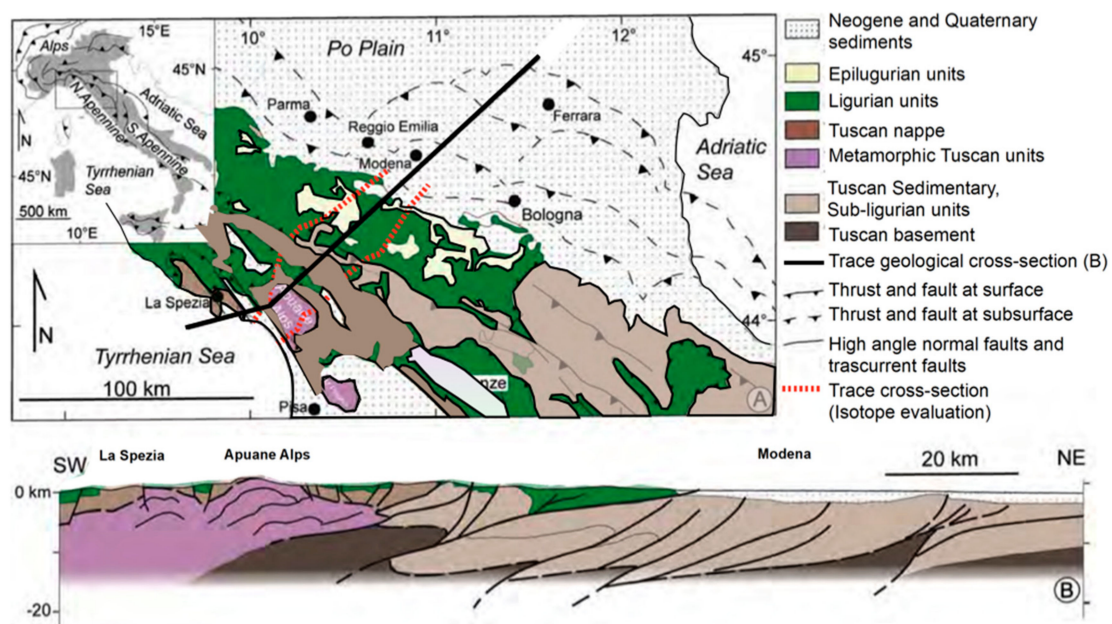 15°E
Alps
N Apennine
S Apennine
Adriatic Sea
N
45°N
Tyrrhenian
Sea
500 km
10°E
10°
11°
12°
Po Plain
45°N
45°
Parma
Reggio Emilia
Modena
Ferrara
Bologna
Adriatic
Sea
La Spezia
N
44°
Tyrrhenian Sea
100 km
Pisa
nze
A
Neogene and Quaternary
sediments
Epilugurian units
Ligurian units
Tuscan nappe
Metamorphic Tuscan units
Tuscan Sedimentary,
Sub-ligurian units
Tuscan basement
Trace geological cross-section (B)
Thrust and fault at surface
Thrust and fault at subsurface
High angle normal faults and
trascurrent faults
Trace cross-section
(Isotope evaluation)
SW
La Spezia
Apuane Alps
Modena
20 km
NE
0 km
-20
B